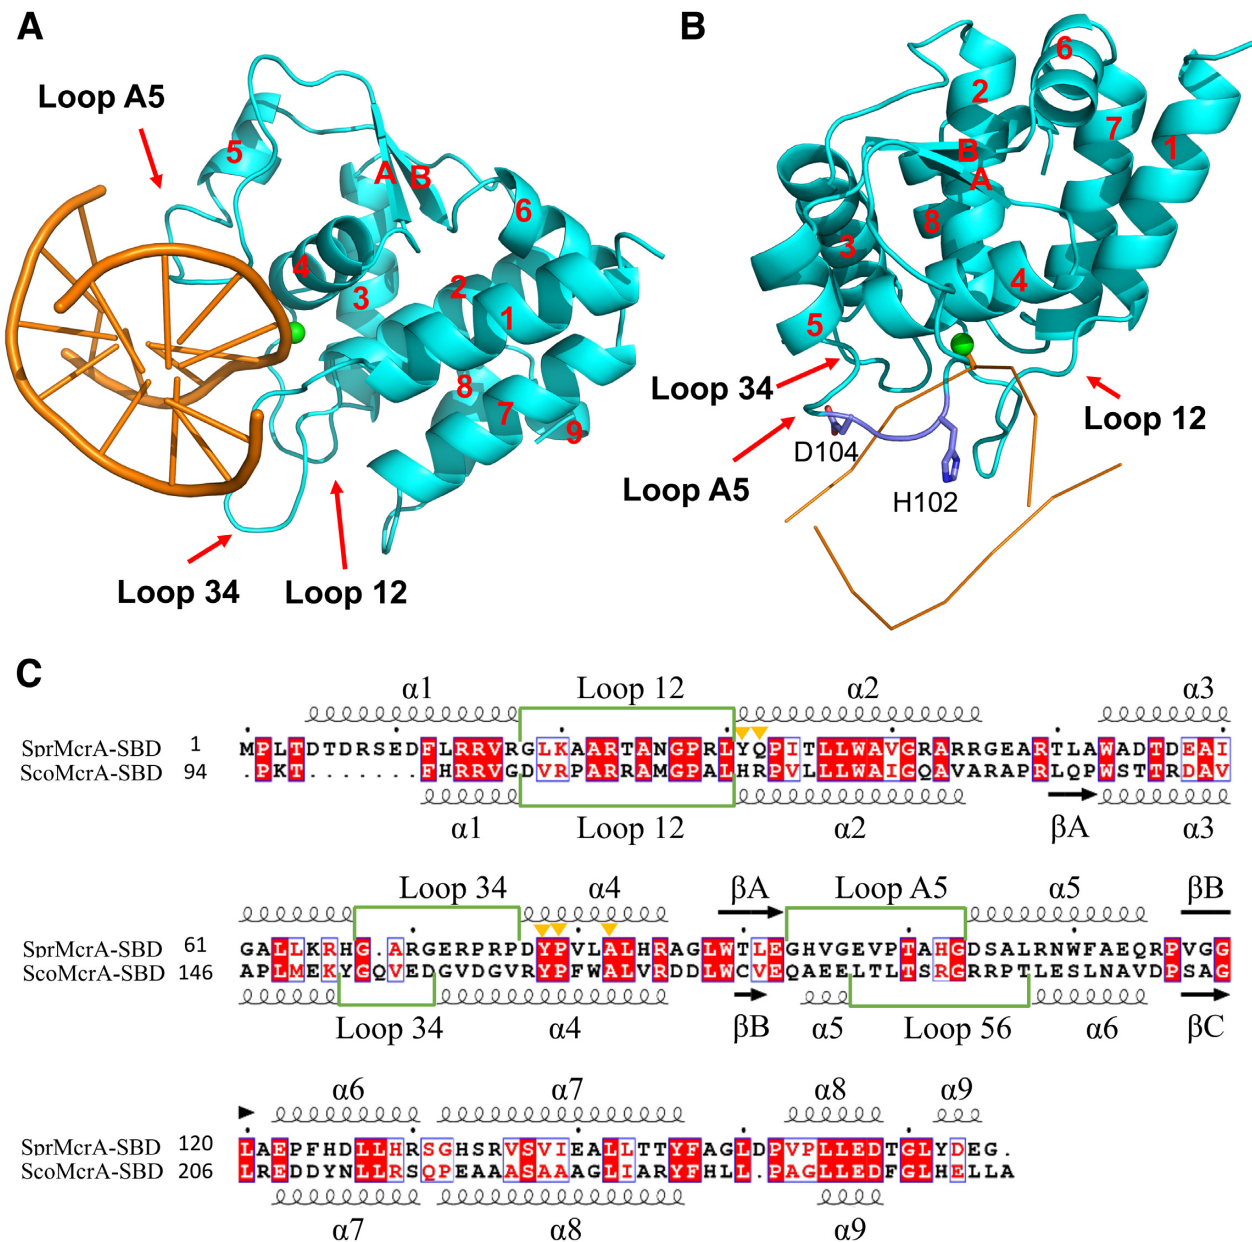 A
B
Loop A5
5
A
B
6
4
3
2
1
8
7
9
Loop 34
Loop 12
6
2
7
1
B
A
3
8
4
5
Loop 34
Loop 12
D104
Loop A5
H102
C
α1 Loop 12 α2 α3
SprMcrA-SBD 1 MPLTDTDRSEDFLRRVRGLKAARTANGPRLYQPITLLWAVGRARRGEARTLAWADTDEAI
ScoMcrA-SBD 94 .PKT.......FHRRVGDVRPARRAMGPALHRPVLLLWAIGQAVARAPRLQPWSTTRDAV
α1 Loop 12 α2 βA α3
Loop 34 α4 βA Loop A5 α5 βB
SprMcrA-SBD 61 GALLKRHG.ARGERPRPDYPVLALHRAGLWTLEGHVGEVPTAHGDSALRNWFAEQRPVGG
ScoMcrA-SBD 146 APLMEKYGQVEDGVDGVRYPFWALVRDDLWCVEQAEELTLTSRGRRPTLESLNAVDPSAG
Loop 34 α4 βB α5 Loop 56 α6 βC
α6 α7 α8 α9
SprMcrA-SBD 120 LAEPFHDLLHRSGHSRVSVIEALLTTYFAGLDPVPLLEDTGLYDEG.
ScoMcrA-SBD 206 LREDDYNLLRSQPEAAASAAAGLIARYFHLL.PAGLLEDFGLHELLA
α7 α8 α9